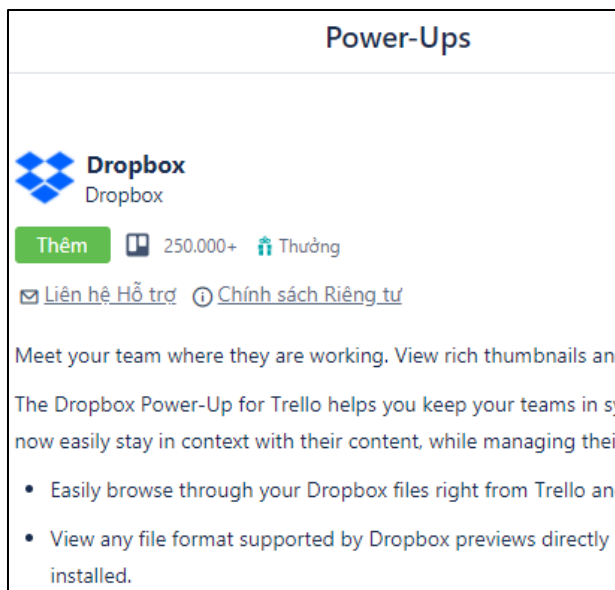 Power-Ups
Dropbox
Dropbox
Thêm 250.000+ Thưởng
Liên hệ Hỗ trợ Chính sách Riêng tư
Meet your team where they are working. View rich thumbnails an
The Dropbox Power-Up for Trello helps you keep your teams in sy
now easily stay in context with their content, while managing thei
• Easily browse through your Dropbox files right from Trello an
• View any file format supported by Dropbox previews directly
installed.